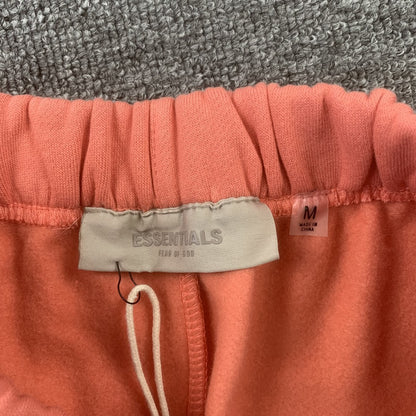 ESSENTIALS
FEAR OF GOD
M
MADE IN
CHINA